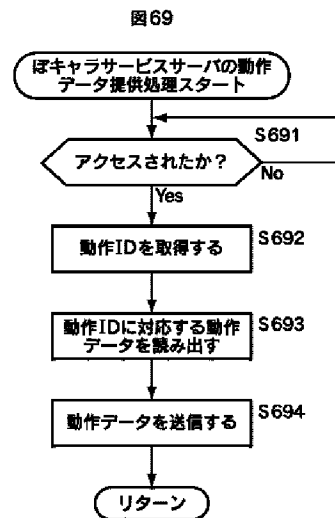 図69
ぽキャラサービスサーバの動作
データ提供処理スタート
S691
アクセスされたか？
No
Yes
S692
動作IDを取得する
S693
動作IDに対応する動作
データを読み出す
S694
動作データを送信する
リターン